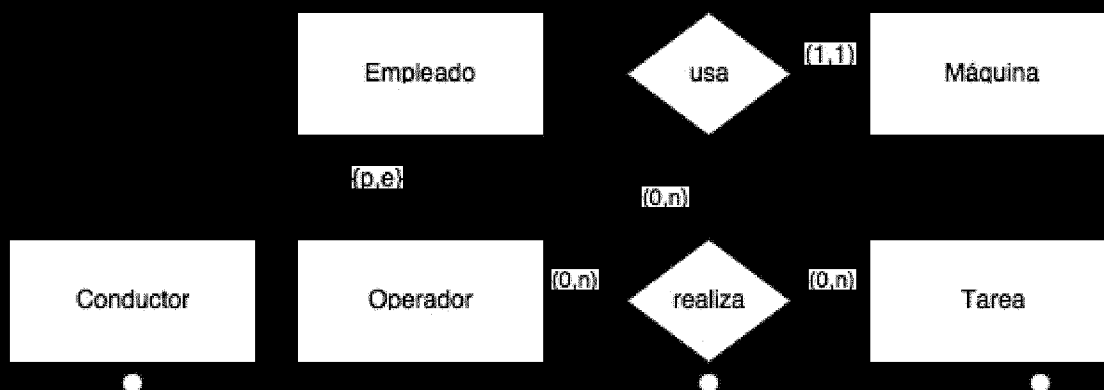 Empleado
usa
(1,1)
Máquina
{p,e}
(0,n)
Conductor
Operador
(0,n)
realiza
(0,n)
Tarea